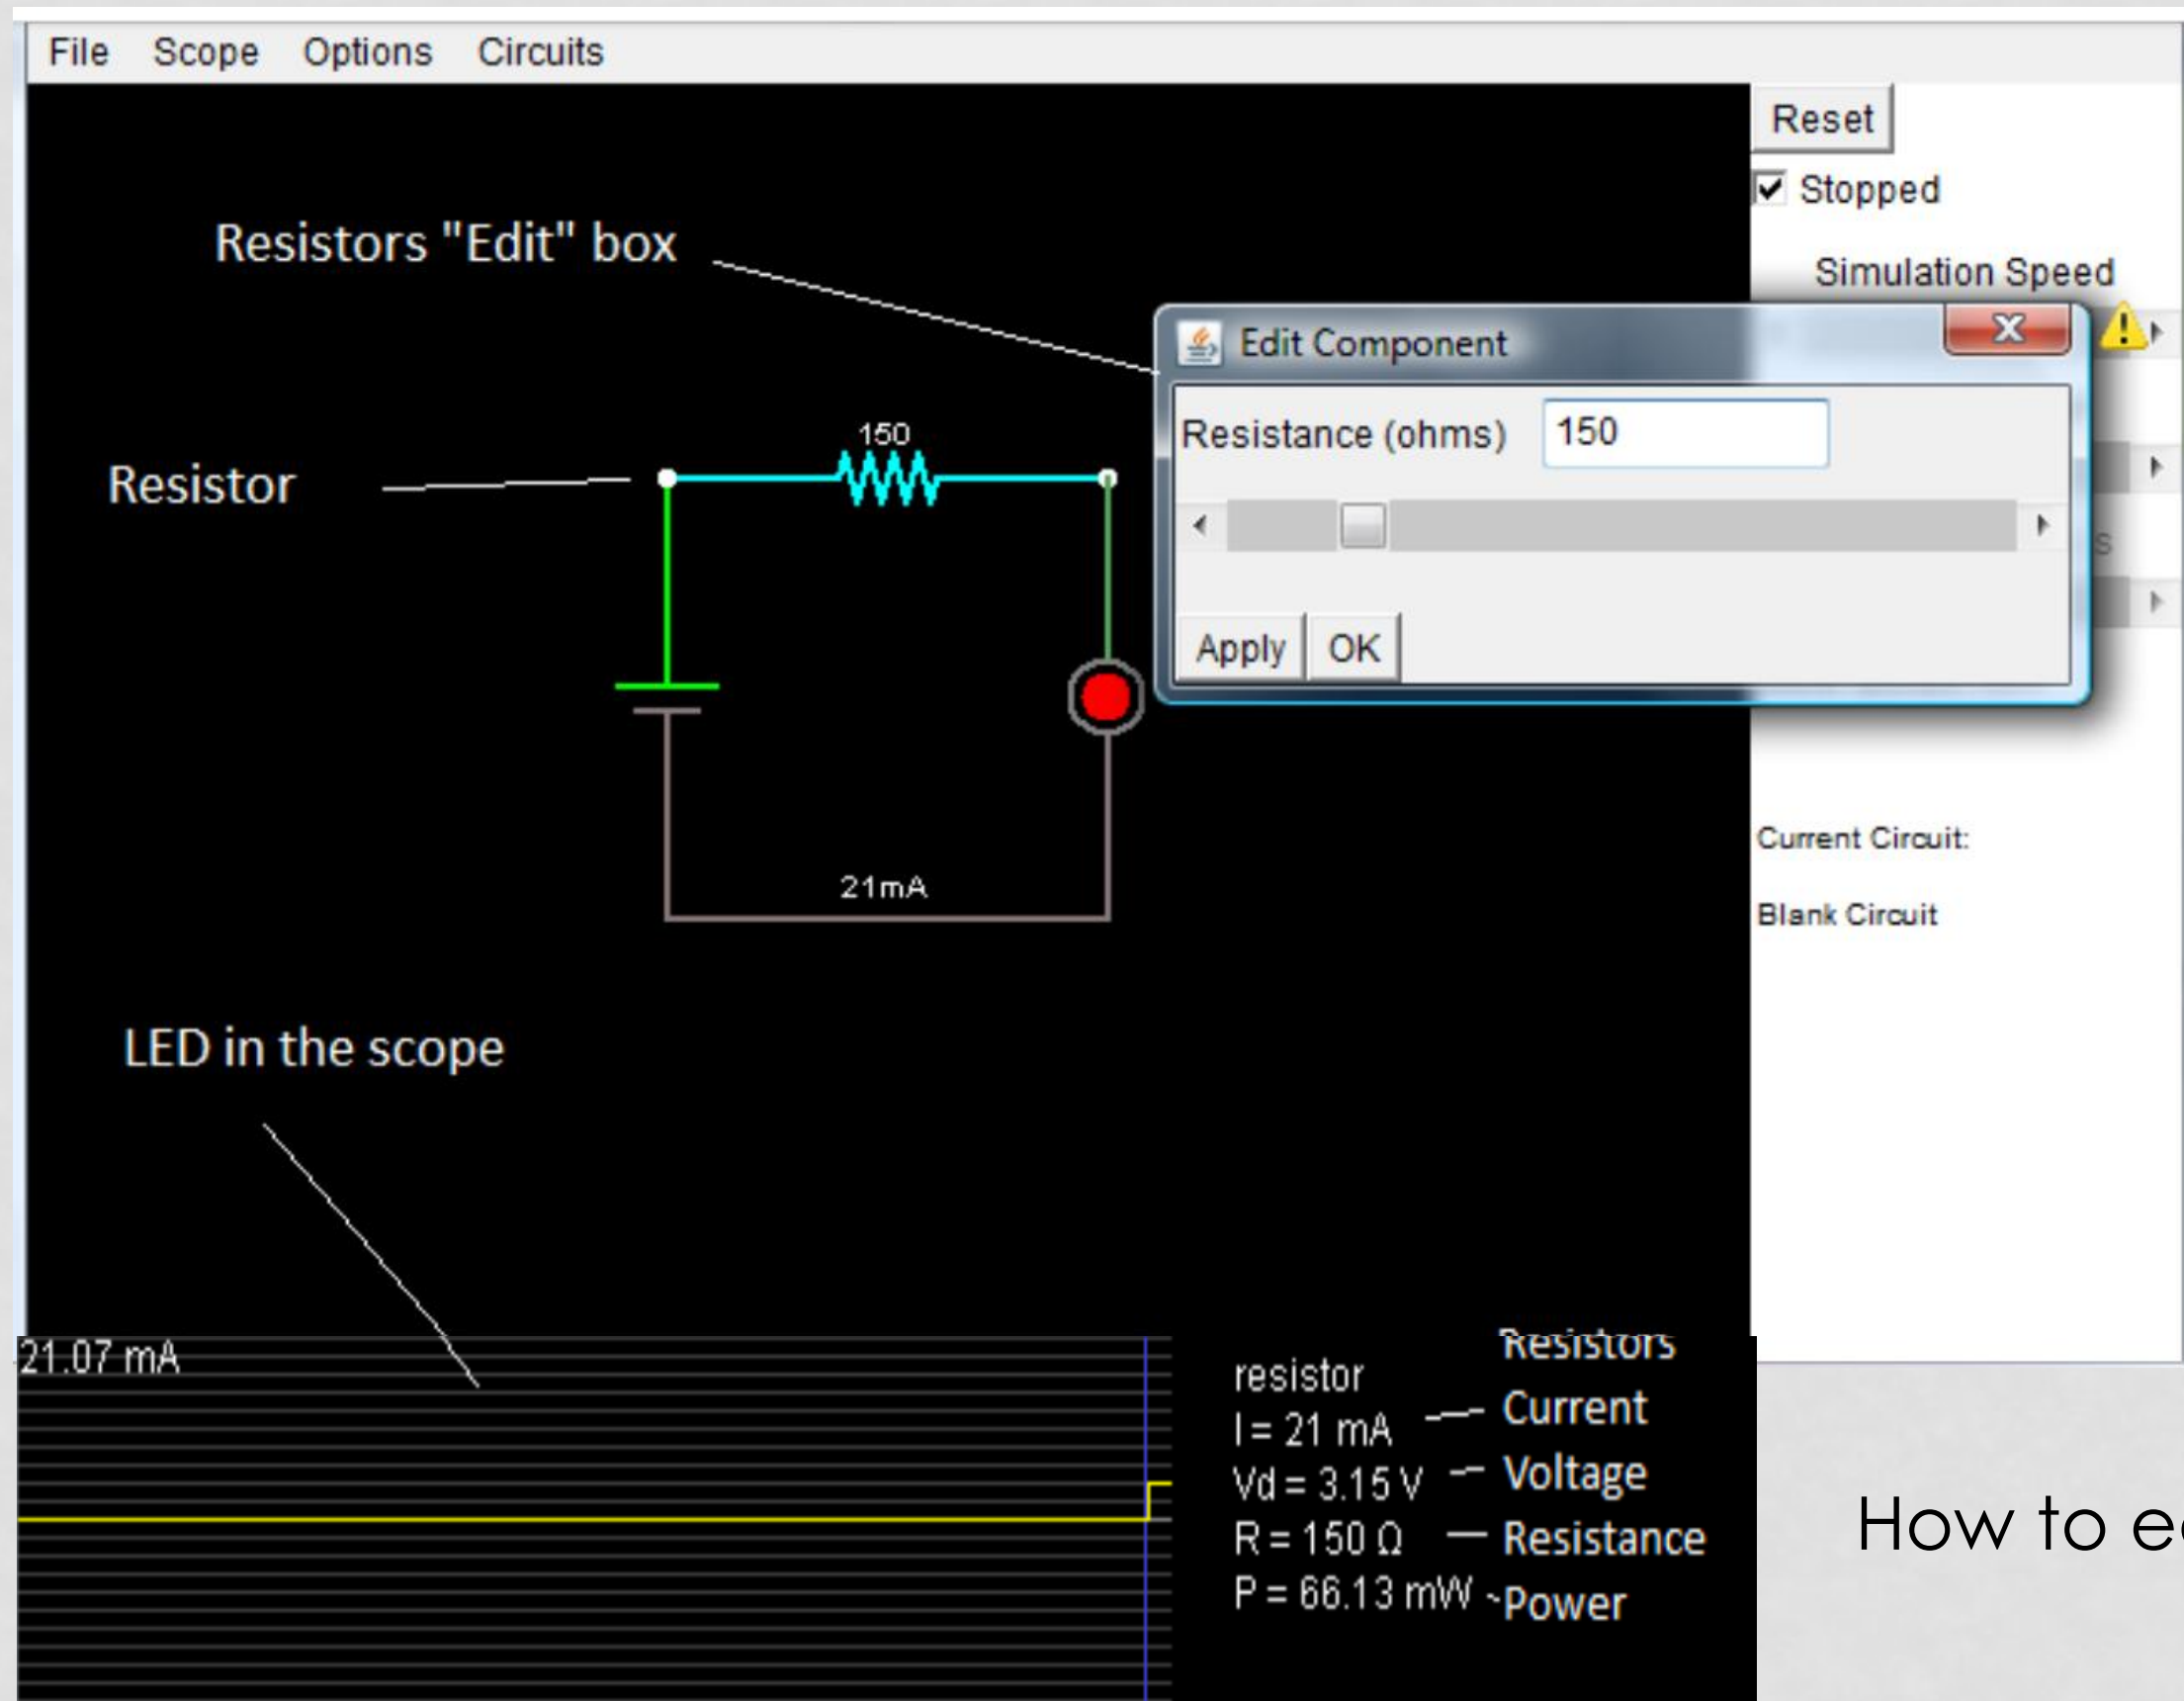 File Scope Options Circuits
Reset
Stopped
Simulation Speed
Resistors "Edit" box
Edit Component
Resistance (ohms) 150
Apply OK
150
Resistor
21mA
Current Circuit:
Blank Circuit
LED in the scope
21.07 mA
Resistors
resistor
I = 21 mA Current
Vd = 3.15 V Voltage
R = 150 Ω Resistance
P = 66.13 mW Power
How to